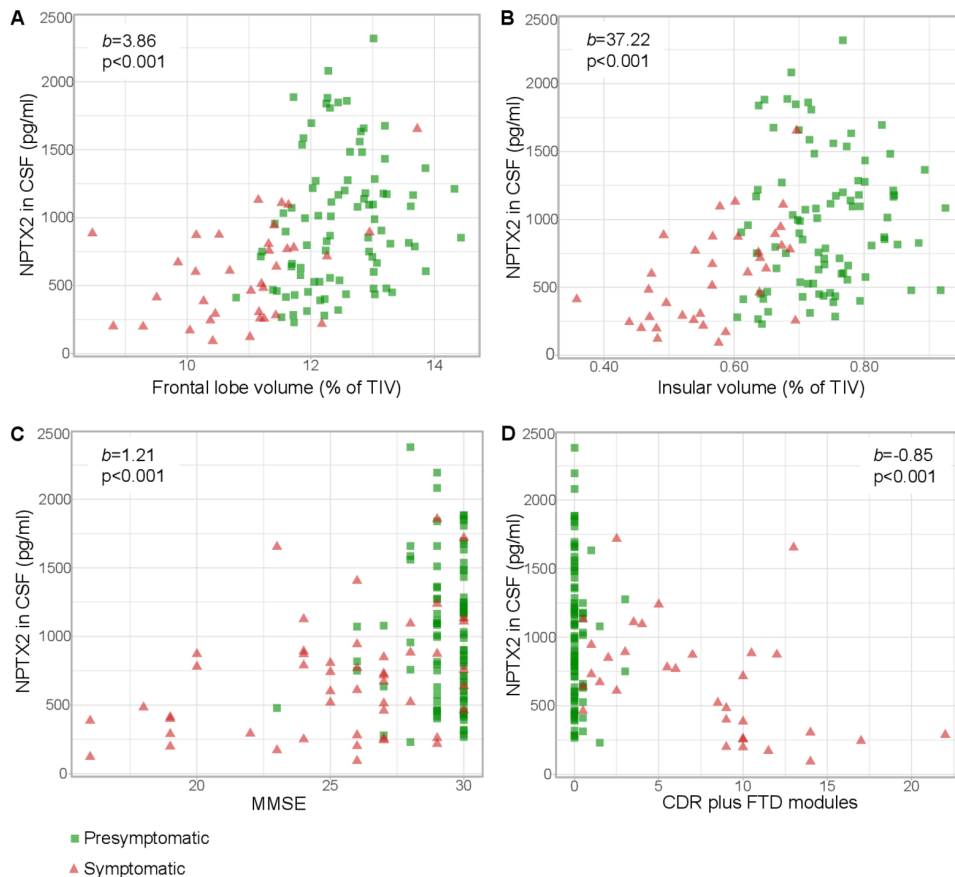 A
b=3.86
p<0.001
NPTX2 in CSF (pg/ml)
2500
2000
1500
1000
500
0
10
12
14
Frontal lobe volume (% of TIV)
B
b=37.22
p<0.001
NPTX2 in CSF (pg/ml)
2500
2000
1500
1000
500
0
0.40
0.60
0.80
Insular volume (% of TIV)
C
b=1.21
p<0.001
NPTX2 in CSF (pg/ml)
2500
2000
1500
1000
500
0
20
25
30
MMSE
D
b=-0.85
p<0.001
NPTX2 in CSF (pg/ml)
2500
2000
1500
1000
500
0
0
5
10
15
20
CDR plus FTD modules
Presymptomatic
Symptomatic